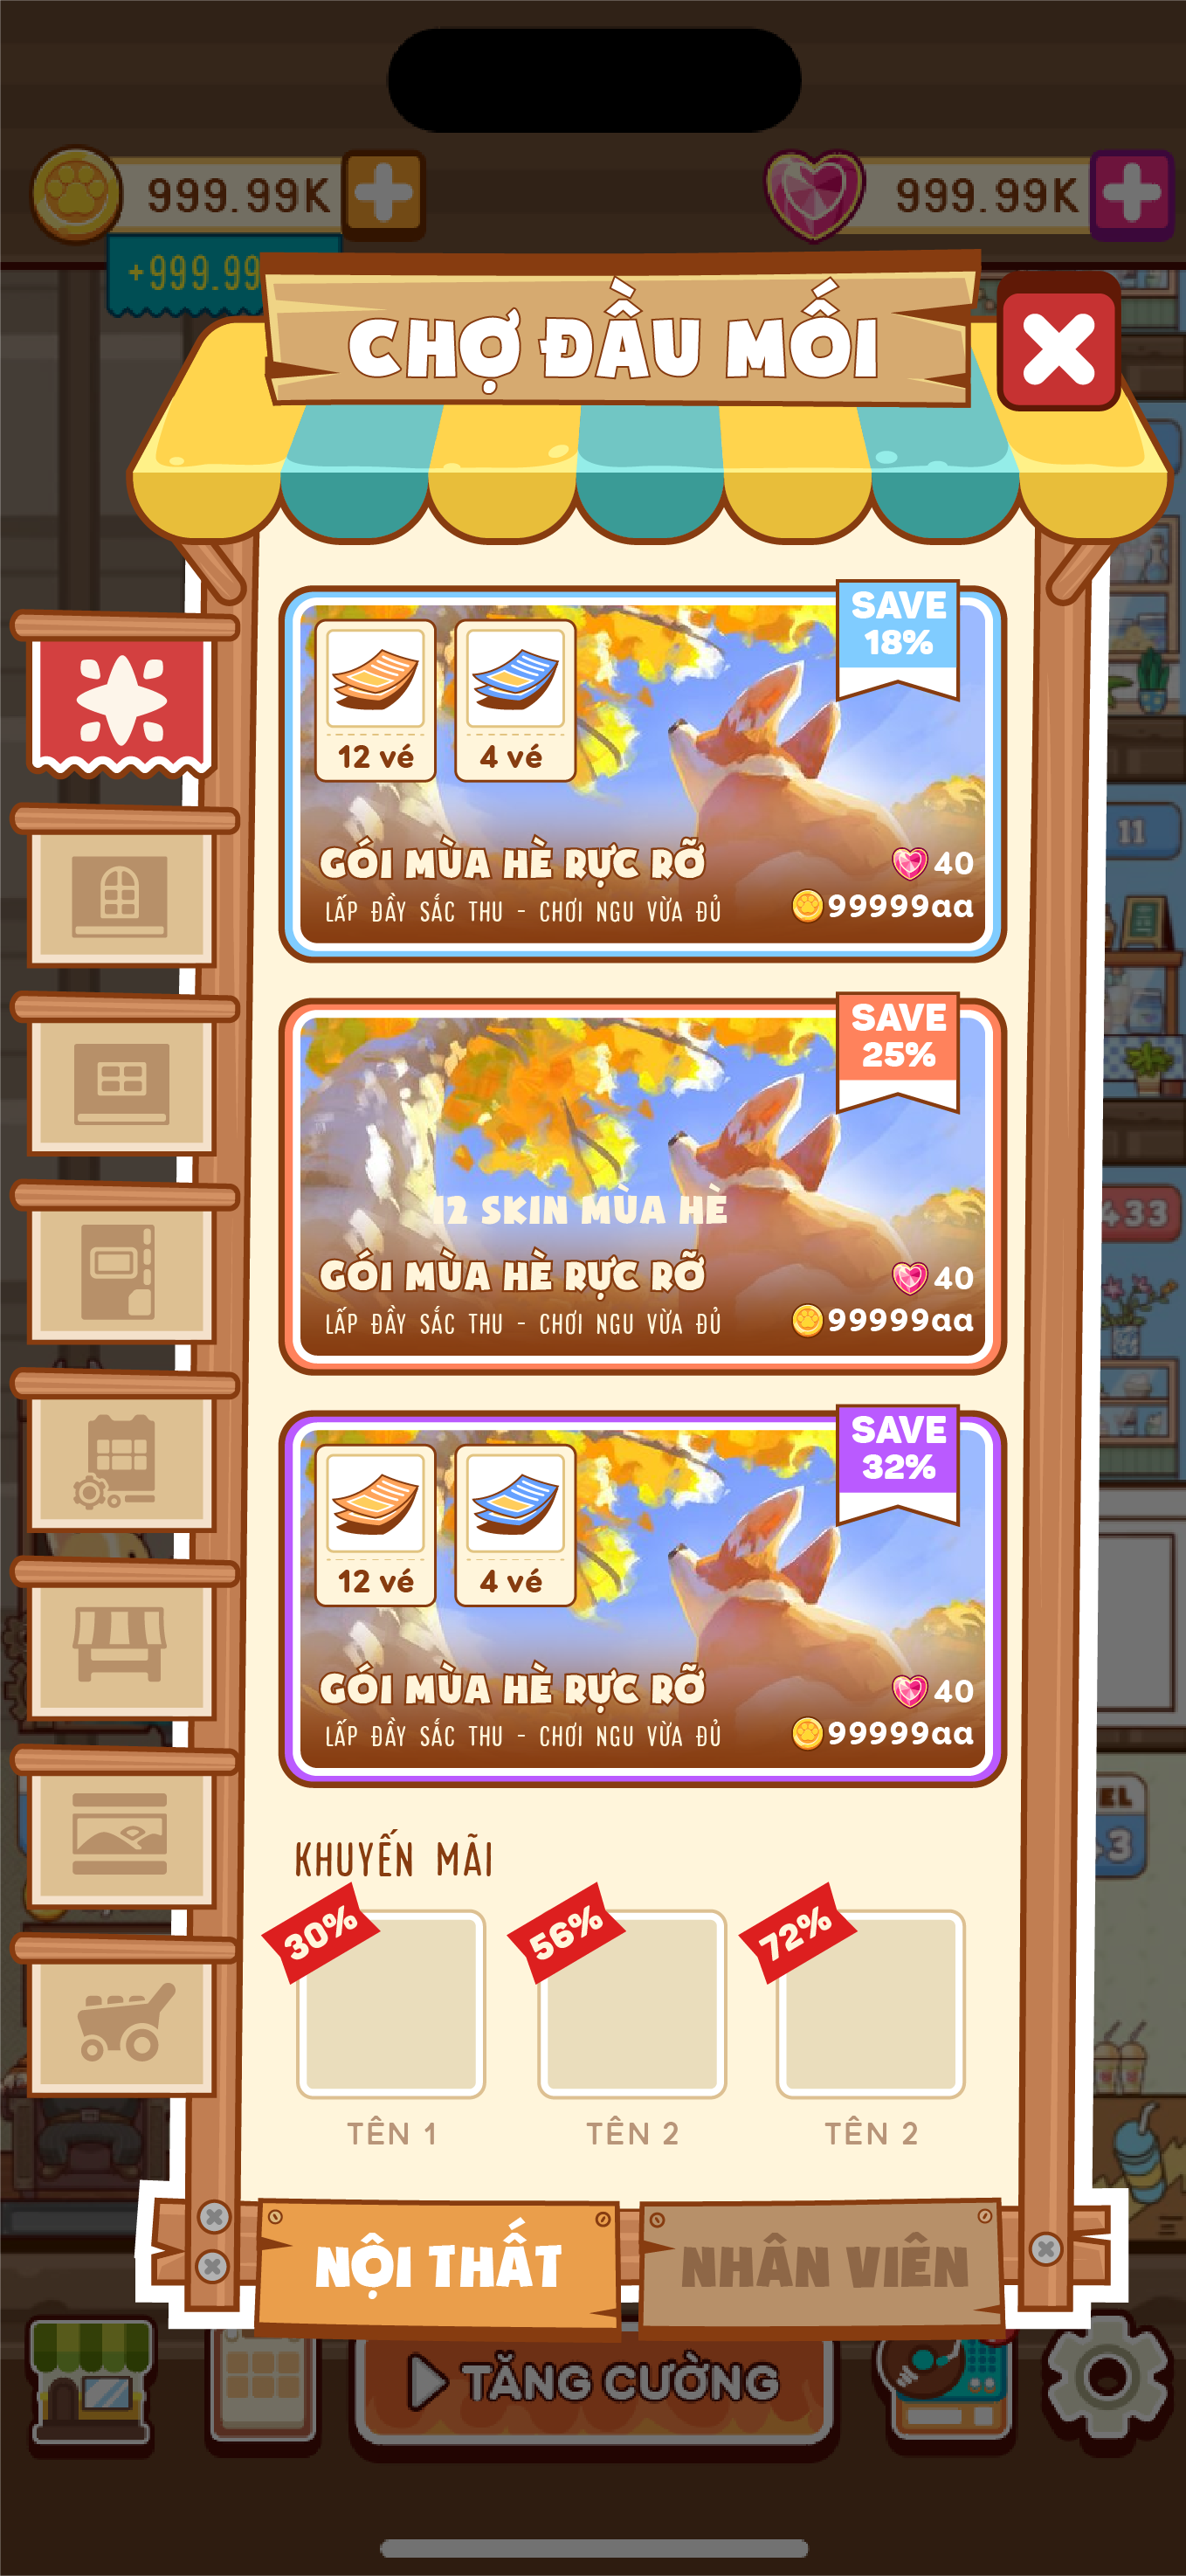 999.99K
999.99K
+999.99
CHỢ ĐẦU MỐI
SAVE
18%
12 vé
4 vé
GÓI MÙA HÈ RỰC RỠ
LẤP ĐẦY SẮC THU - CHƠI NGU VỪA ĐỦ
40
99999aa
11
SAVE
25%
12 SKIN MÙA HÈ
433
GÓI MÙA HÈ RỰC RỠ
LẤP ĐẦY SẮC THU - CHƠI NGU VỪA ĐỦ
40
99999aa
SAVE
32%
12 vé
4 vé
GÓI MÙA HÈ RỰC RỠ
LẤP ĐẦY SẮC THU - CHƠI NGU VỪA ĐỦ
40
99999aa
KHUYẾN MÃI
30%
56%
72%
TÊN 1
TÊN 2
TÊN 2
NỘI THẤT
NHÂN VIÊN
TĂNG CƯỜNG